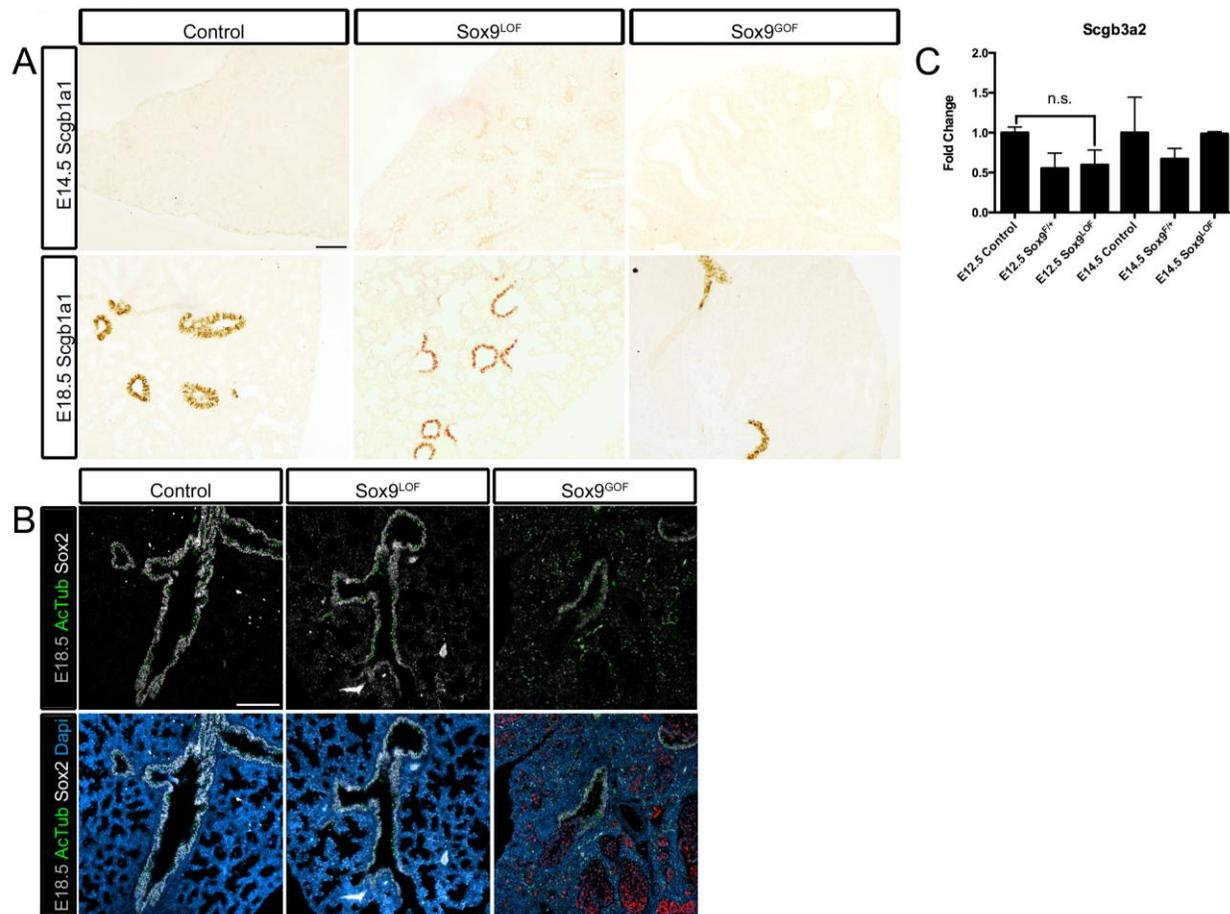 A
Control
Sox9LOF
Sox9GOF
E14.5 Scgb1a1
E18.5 Scgb1a1
B
Control
Sox9LOF
Sox9GOF
E18.5 AcTub Sox2
E18.5 AcTub Sox2 Dapi
Sox9
C
Scgb3a2
Fold Change
2.0
1.5
1.0
0.5
0.0
n.s.
E12.5 Control
E12.5 Sox9F/+
E12.5 Sox9LOF
E14.5 Control
E14.5 Sox9F/+
E14.5 Sox9LOF